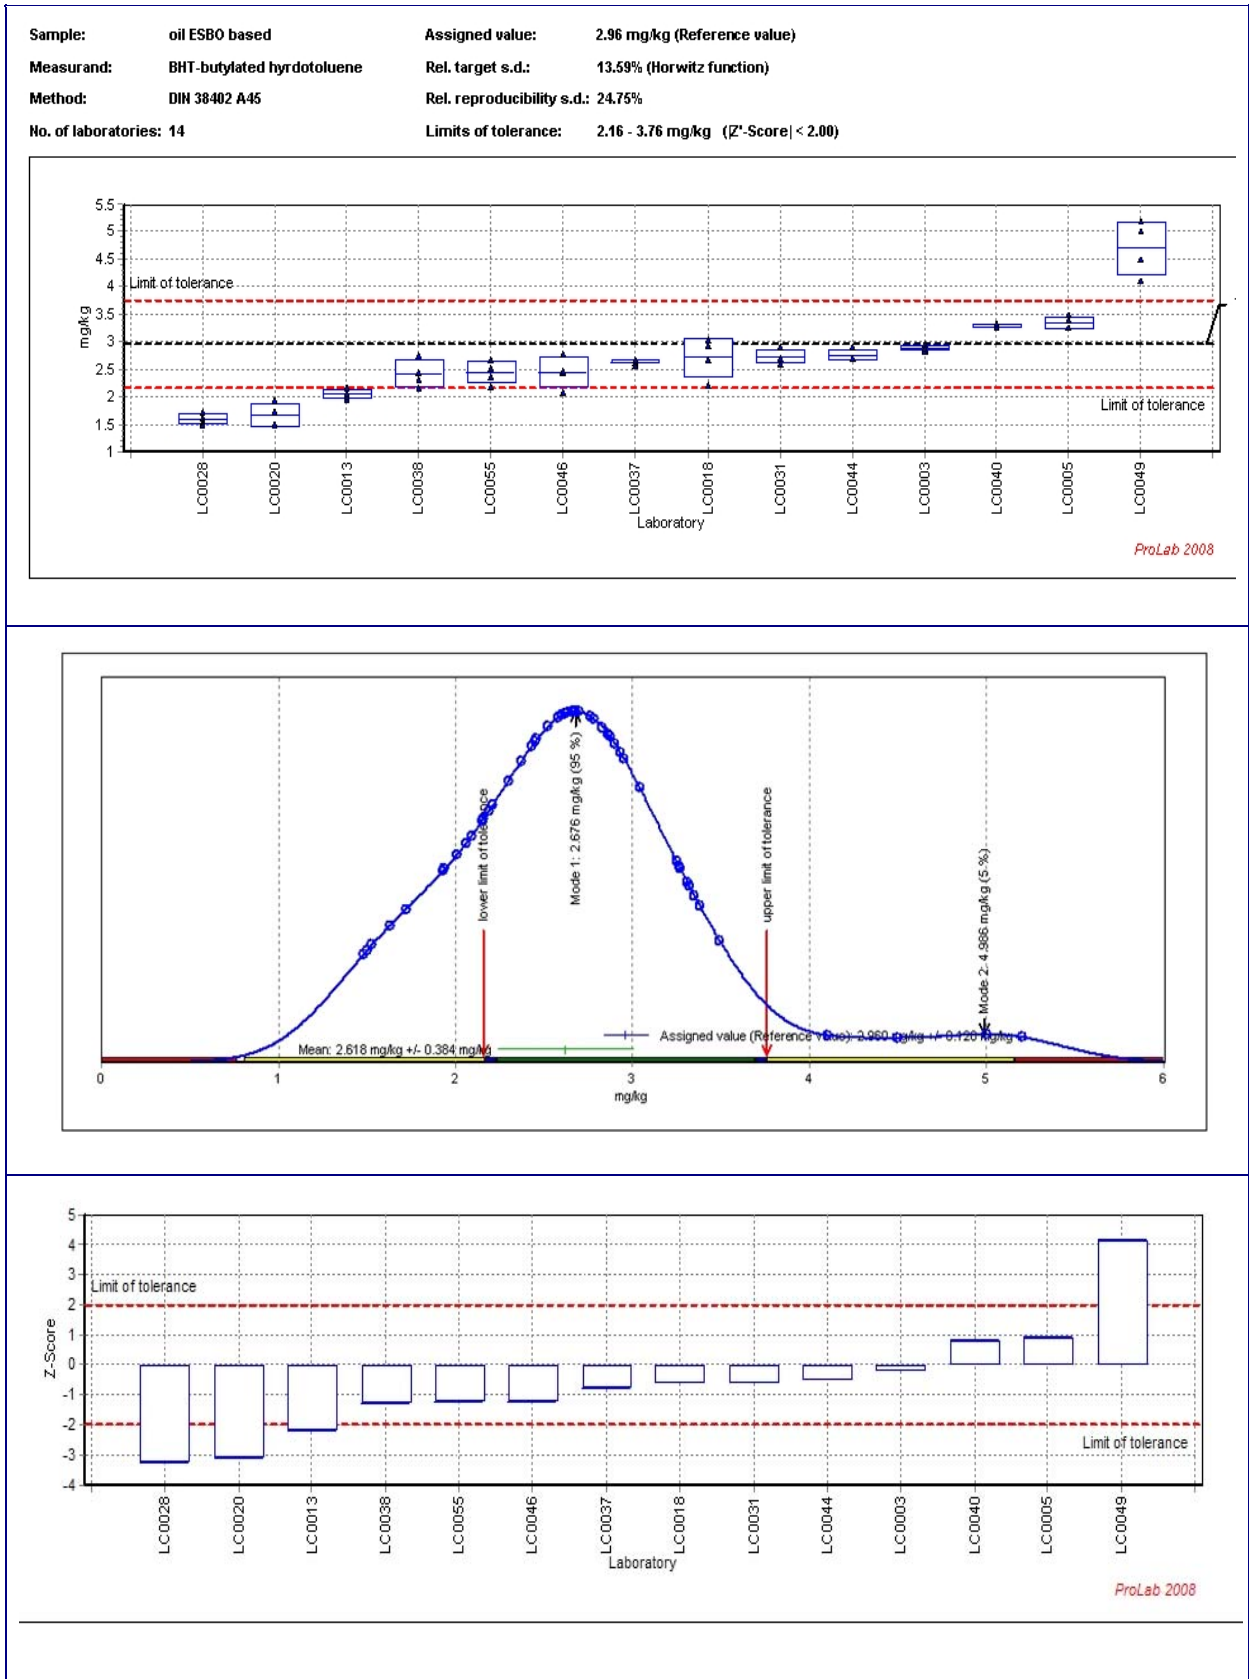 Sample: oil ESBO based Assigned value: 2.96 mg/kg (Reference value)
Measurand: BHT-butylated hyrdotoluene Rel. target s.d.: 13.59% (Horwitz function)
Method: DIN 38402 A45 Rel. reproducibility s.d.: 24.75%
No. of laboratories: 14 Limits of tolerance: 2.16 - 3.76 mg/kg (|Z'-Score| < 2.00)
5.5
5
4.5
4
3.5
3
2.5
2
1.5
1
mg/kg
Limit of tolerance
Limit of tolerance
LC0028 LC0020 LC0013 LC0038 LC0055 LC0046 LC0037 LC0018 LC0031 LC0044 LC0003 LC0040 LC0005 LC0049
Laboratory
ProLab 2008
lower limit of tolerance
Mode 1: 2.676 mg/kg (95 %)
upper limit of tolerance
Mode 2: 4.986 mg/kg (5 %)
Assigned value (Reference value): 2.960 mg/kg +/- 0.120 mg/kg
Mean: 2.618 mg/kg +/- 0.384 mg/kg
0 1 2 3 4 5 6
mg/kg
5
4
3
2
1
0
-1
-2
-3
-4
Z-Score
Limit of tolerance
Limit of tolerance
LC0028 LC0020 LC0013 LC0038 LC0055 LC0046 LC0037 LC0018 LC0031 LC0044 LC0003 LC0040 LC0005 LC0049
Laboratory
ProLab 2008